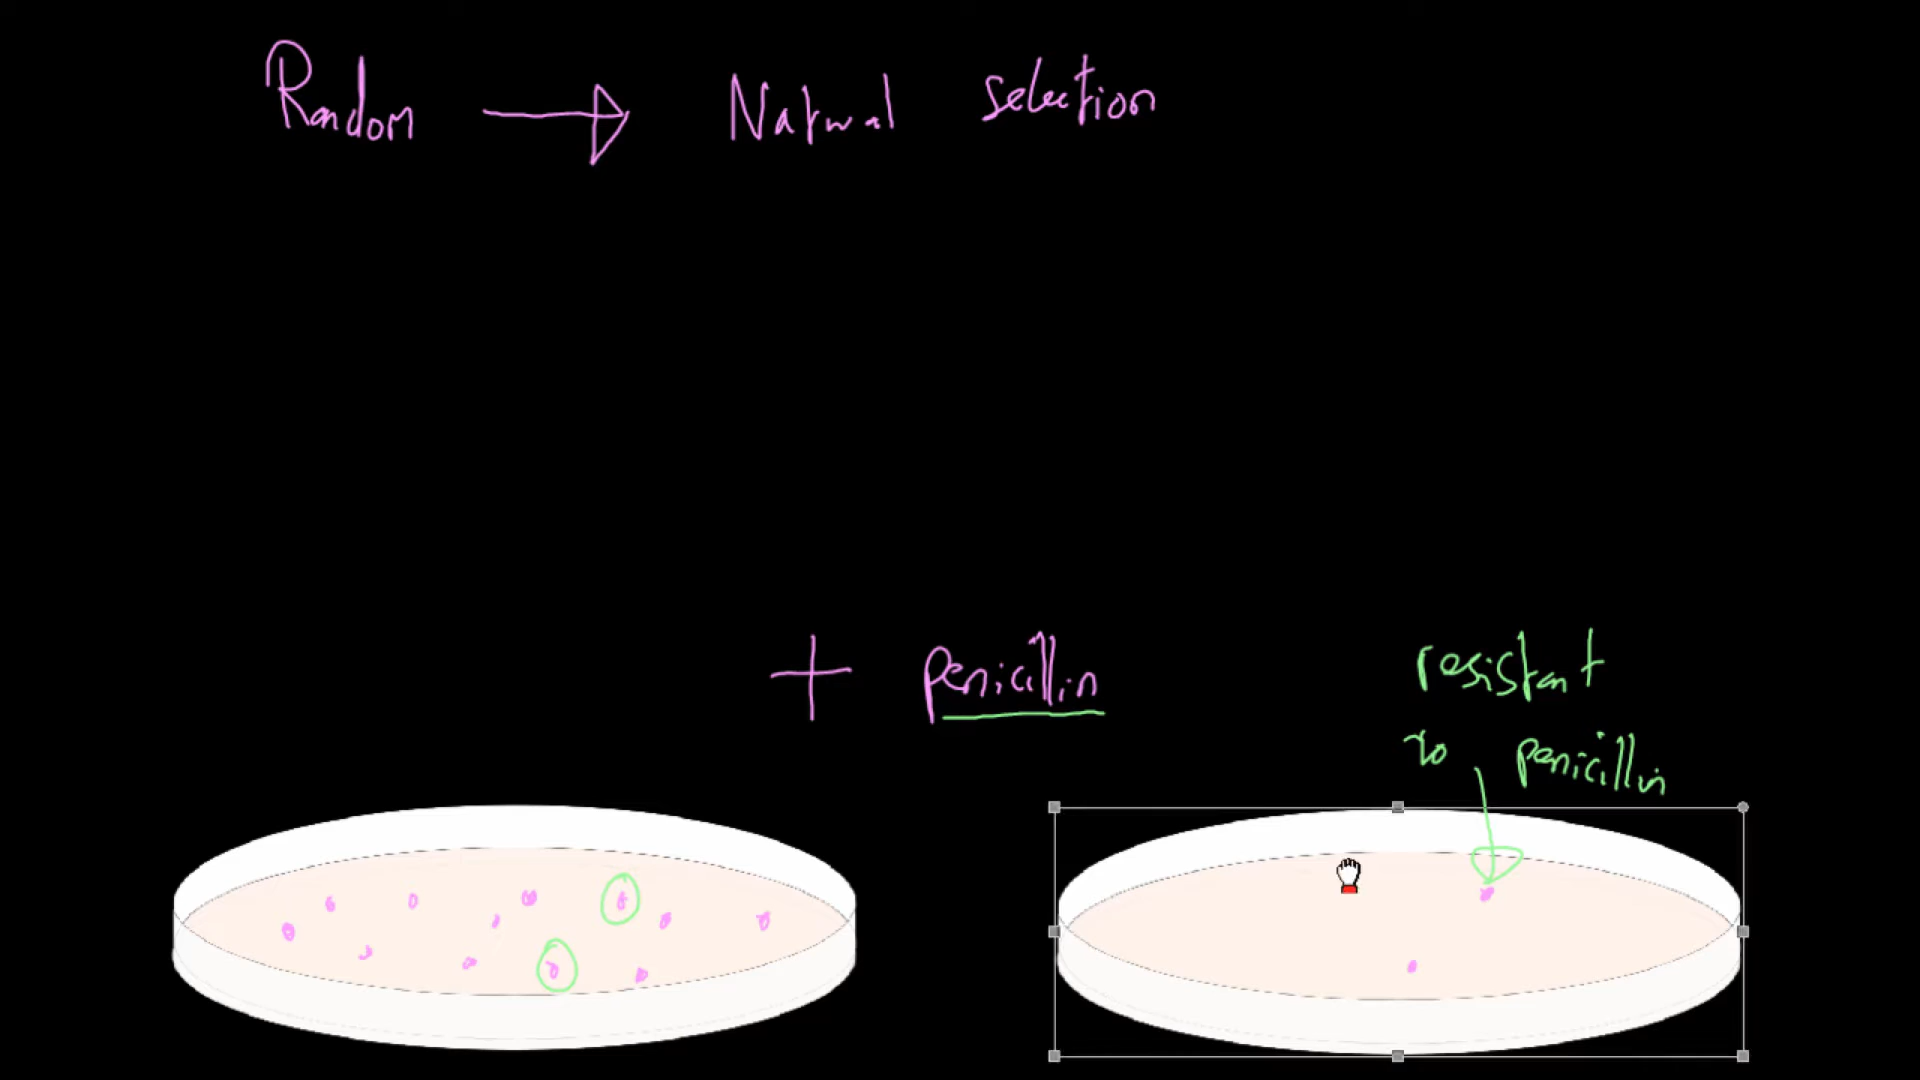 Random → Natural selection
+ penicillin
resistant
to penicillin